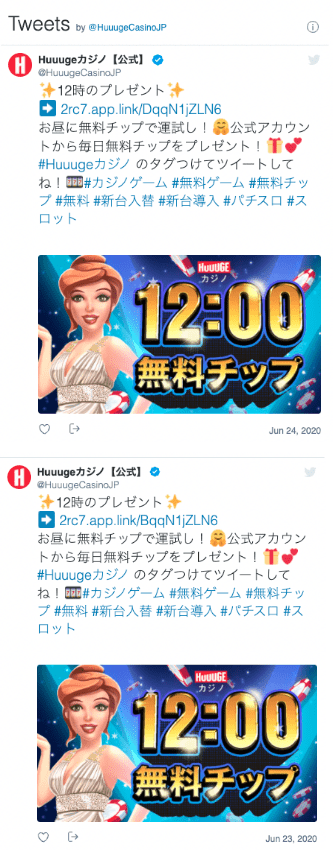 Tweets by @HuuugeCasinoJP
Huuugeカジノ【公式】
@HuuugeCasinoJP
✨12時のプレゼント✨
➡ 2rc7.app.link/DqqN1jZLN6
お昼に無料チップで運試し！🤗公式アカウン
トから毎日無料チップをプレゼント！🎁💕
#Huuugeカジノ のタグつけてツイートして
ね！🎰#カジノゲーム #無料ゲーム #無料チッ
プ #無料 #新台入替 #新台導入 #パチスロ #ス
ロット
HUUUGE
カジノ
12:00
無料チップ
Jun 24, 2020
Huuugeカジノ【公式】
@HuuugeCasinoJP
✨12時のプレゼント✨
➡ 2rc7.app.link/BqqN1jZLN6
お昼に無料チップで運試し！🤗公式アカウン
トから毎日無料チップをプレゼント！🎁💕
#Huuugeカジノ のタグつけてツイートして
ね！🎰#カジノゲーム #無料ゲーム #無料チッ
プ #無料 #新台入替 #新台導入 #パチスロ #ス
ロット
HUUUGE
カジノ
12:00
無料チップ
Jun 23, 2020